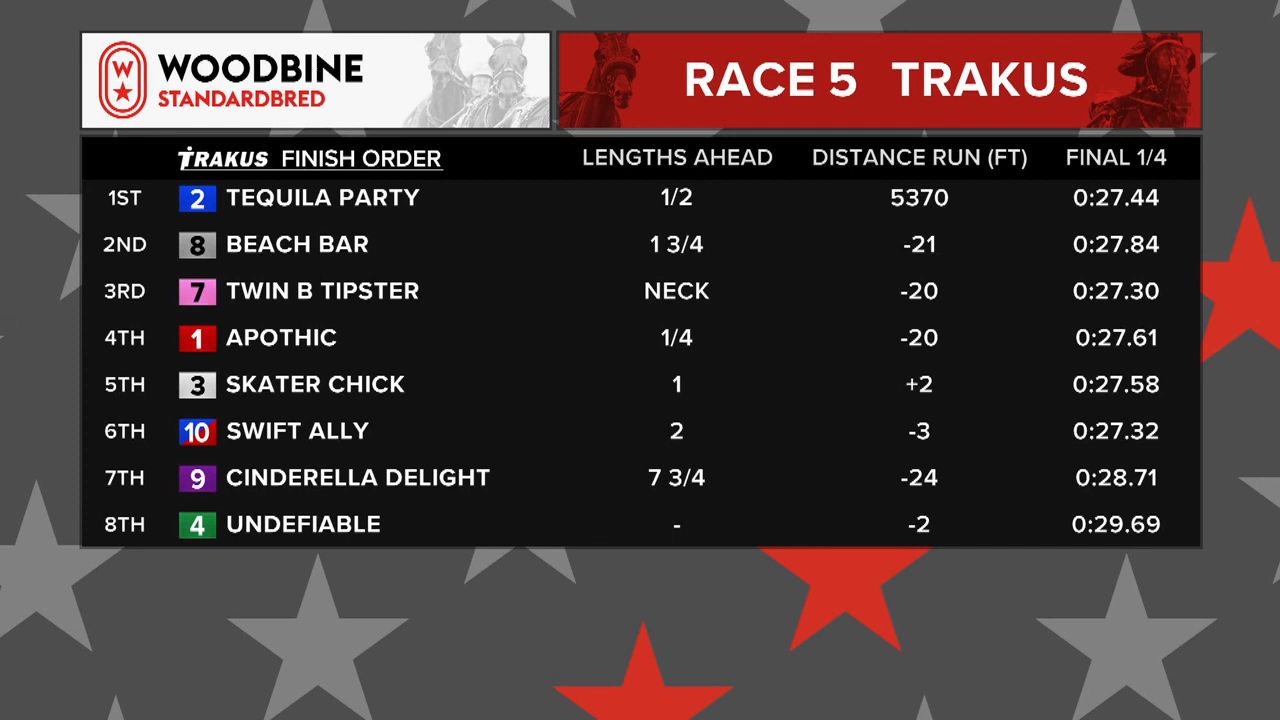 W WOODBINE
STANDARDBRED
RACE 5 TRAKUS
TRAKUS FINISH ORDER LENGTHS AHEAD DISTANCE RUN (FT) FINAL 1/4
1ST 2 TEQUILA PARTY 1/2 5370 0:27.44
2ND 8 BEACH BAR 1 3/4 -21 0:27.84
3RD 7 TWIN B TIPSTER NECK -20 0:27.30
4TH 1 APOTHIC 1/4 -20 0:27.61
5TH 3 SKATER CHICK 1 +2 0:27.58
6TH 10 SWIFT ALLY 2 -3 0:27.32
7TH 9 CINDERELLA DELIGHT 7 3/4 -24 0:28.71
8TH 4 UNDEFIABLE - -2 0:29.69